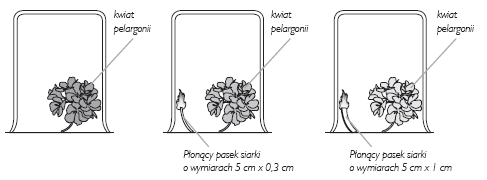 kwiat
pelargonii
kwiat
pelargonii
kwiat
pelargonii
Płonący pasek siarki
o wymiarach 5 cm x 0,3 cm
Płonący pasek siarki
o wymiarach 5 cm x 1 cm